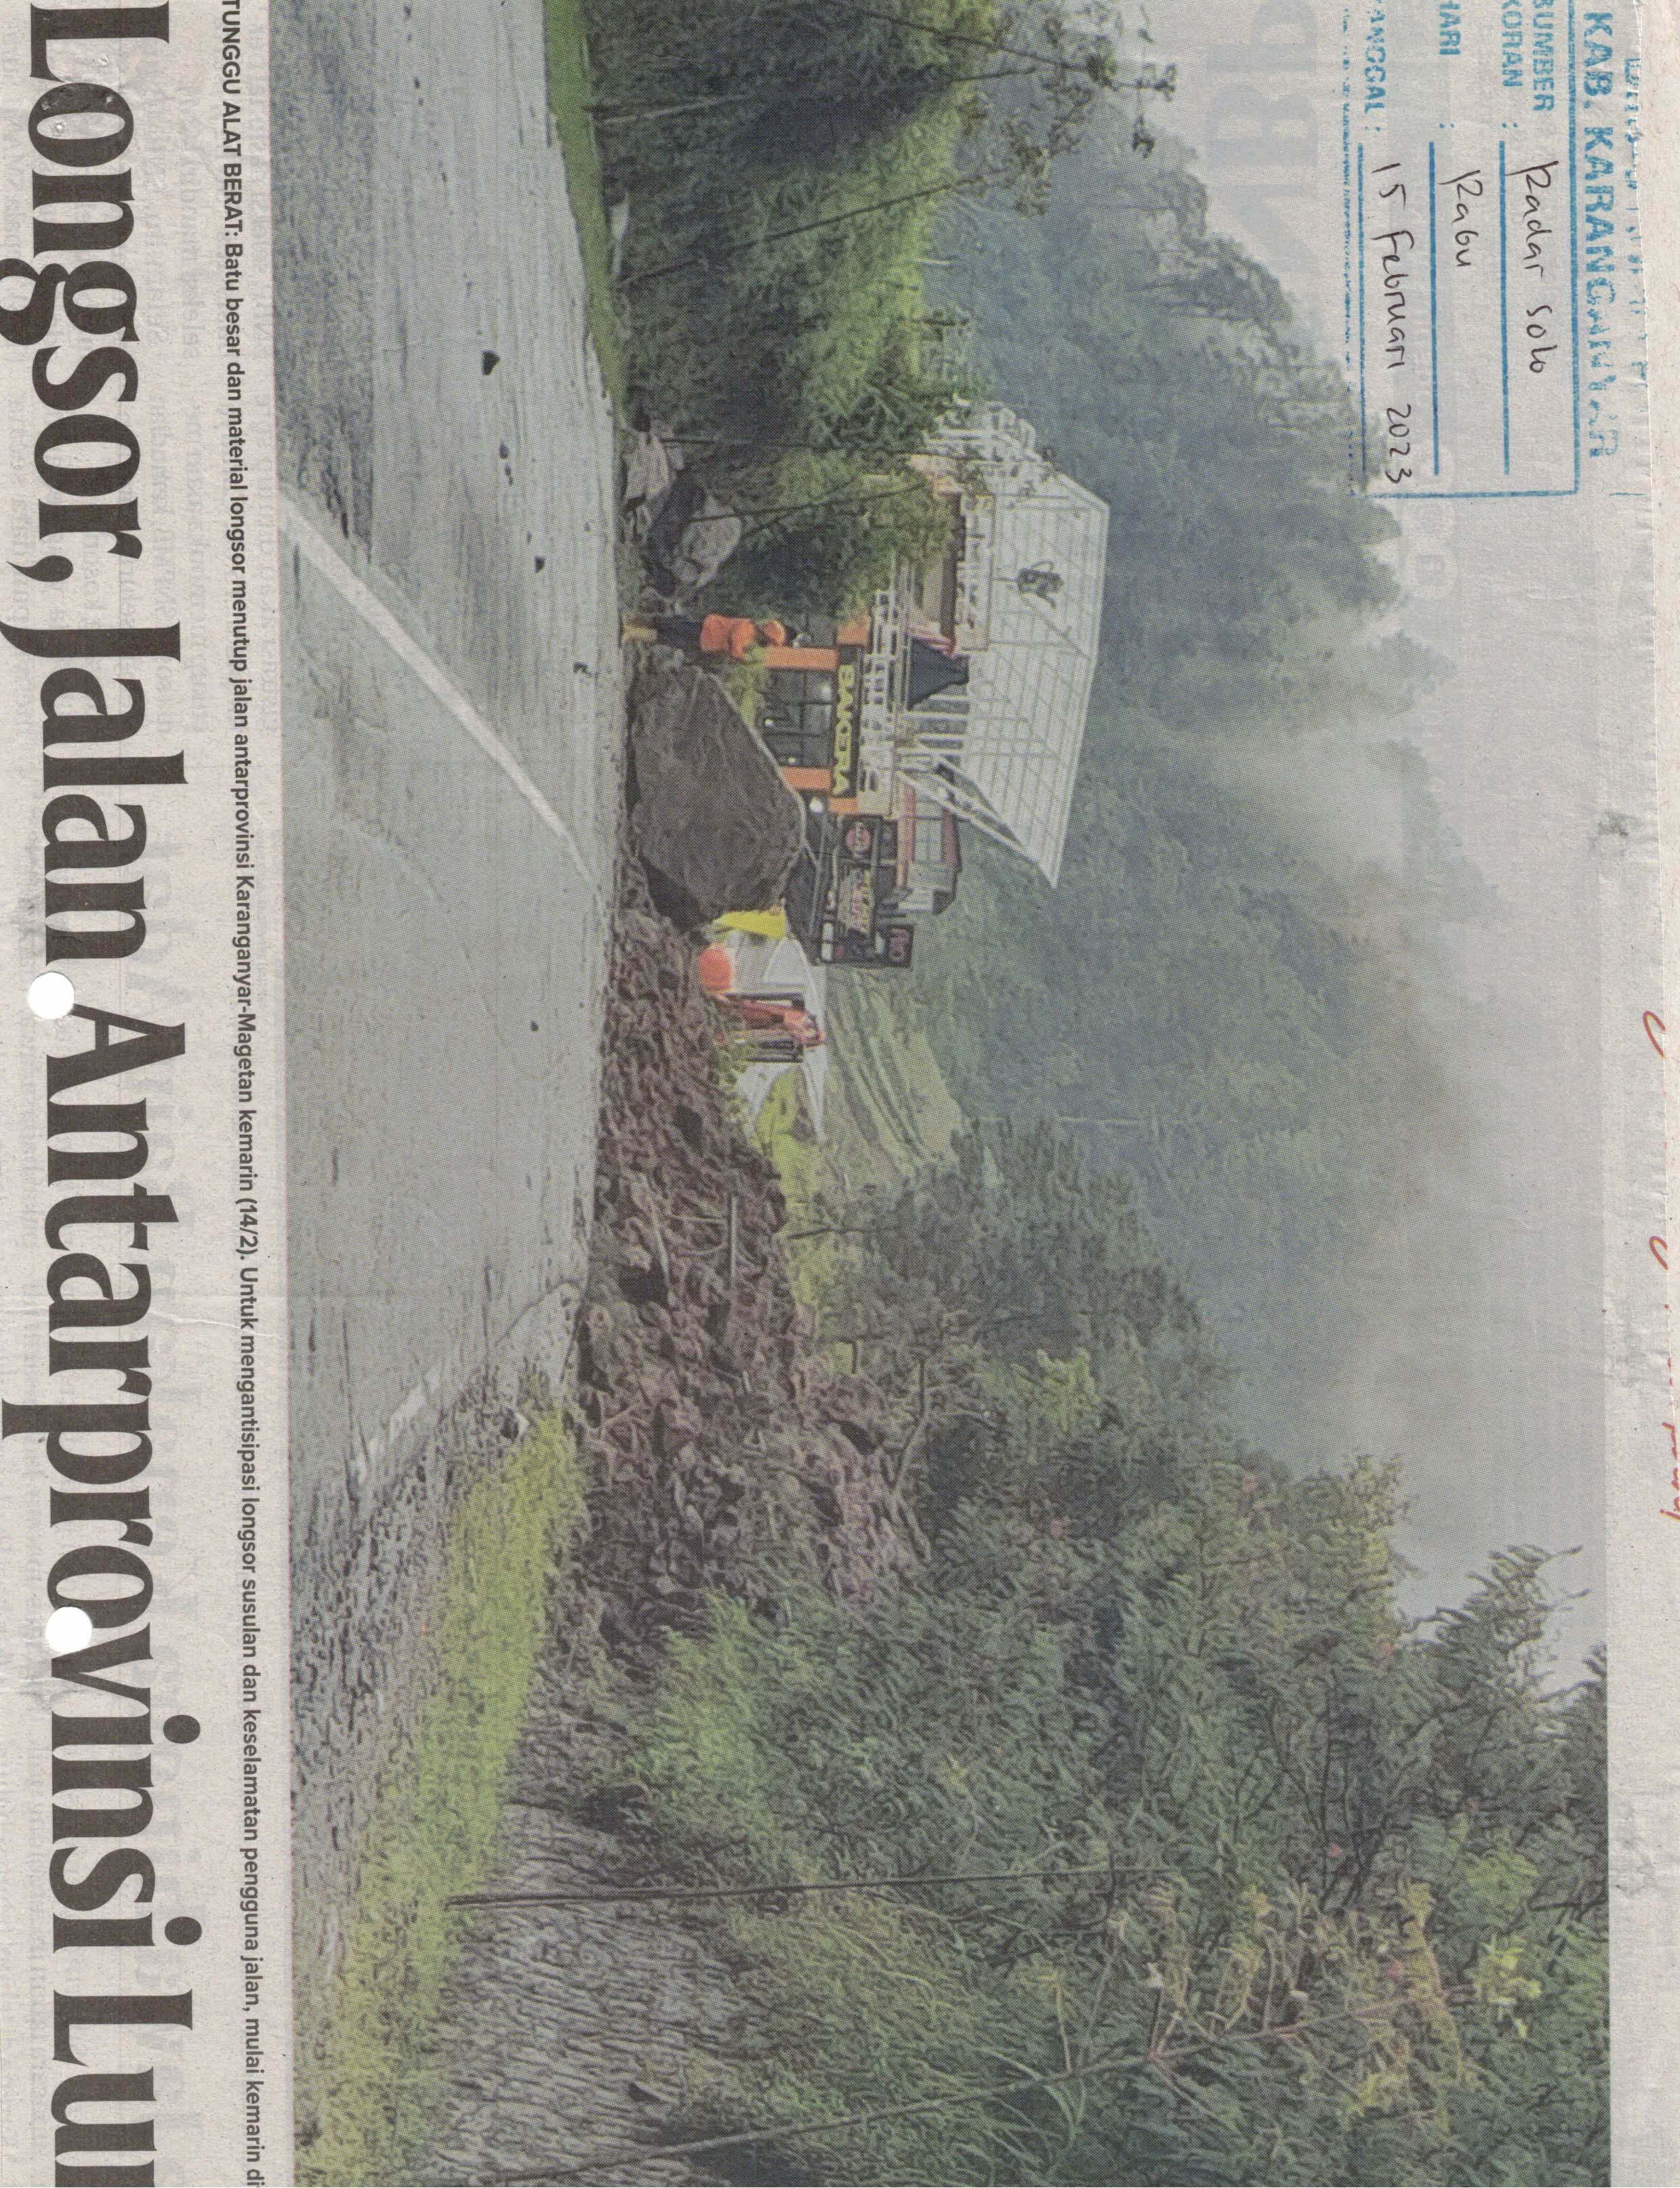 KAB. KARANGANYAR
SUMBER
KORAN : Radar Solo
HARI : Rabu
TANGGAL : 15 Februari 2023
SAKERA
TUNGGU ALAT BERAT: Batu besar dan material longsor menutup jalan antarprovinsi Karanganyar-Magetan kemarin (14/2). Untuk mengantisipasi longsor susulan dan keselamatan pengguna jalan, mulai kemarin di
Longsor, Jalan Antarprovinsi Lu